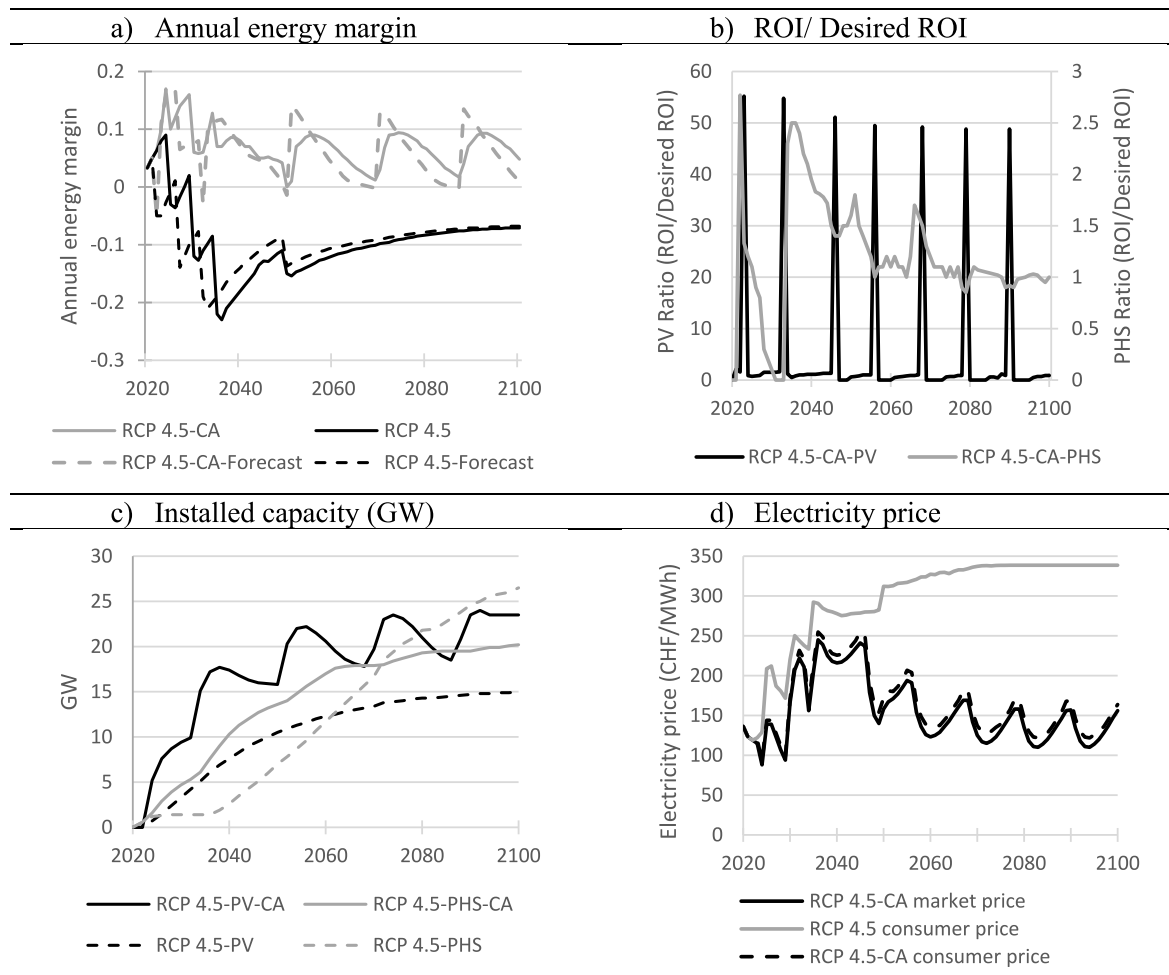 a) Annual energy margin
b) ROI/ Desired ROI
Annual energy margin
0.2
0.1
0
-0.1
-0.2
-0.3
2020 2040 2060 2080 2100
RCP 4.5-CA
RCP 4.5
RCP 4.5-CA-Forecast
RCP 4.5-Forecast
PV Ratio (ROI/Desired ROI)
60
50
40
30
20
10
0
3
2.5
2
1.5
1
0.5
0
PHS Ratio (ROI/Desired ROI)
2020 2040 2060 2080 2100
RCP 4.5-CA-PV
RCP 4.5-CA-PHS
c) Installed capacity (GW)
d) Electricity price
GW
30
25
20
15
10
5
0
2020 2040 2060 2080 2100
RCP 4.5-PV-CA
RCP 4.5-PHS-CA
RCP 4.5-PV
RCP 4.5-PHS
Electricity price (CHF/MWh)
350
300
250
200
150
100
50
0
2020 2040 2060 2080 2100
RCP 4.5-CA market price
RCP 4.5 consumer price
RCP 4.5-CA consumer price